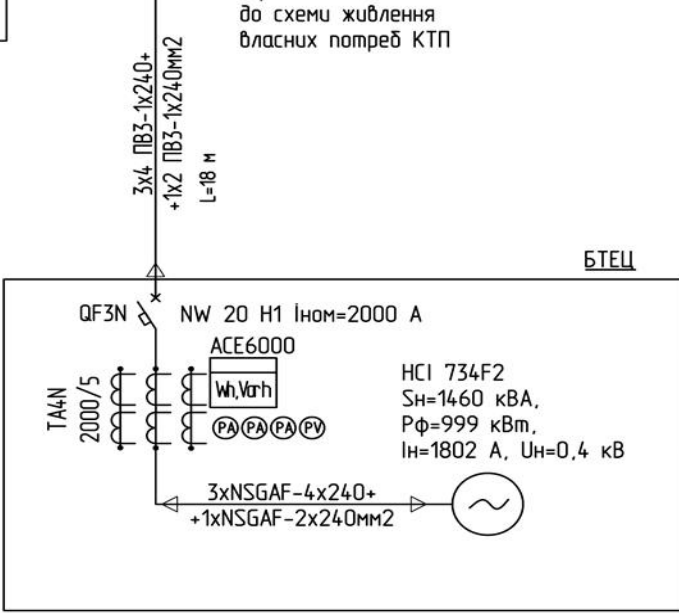 до схеми живлення
власних потреб КТП
3х4 ПВ3-1х240+
+1х2 ПВ3-1х240мм2
L=18 м
БТЕЦ
QF3N
NW 20 H1 Іном=2000 А
ACE6000
Wh,Varh
TA4N
2000/5
PA PA PA PV
HCI 734F2
Sн=1460 кВА,
Рф=999 кВт,
Ін=1802 А, Uн=0,4 кВ
3xNSGAF-4x240+
+1xNSGAF-2x240мм2